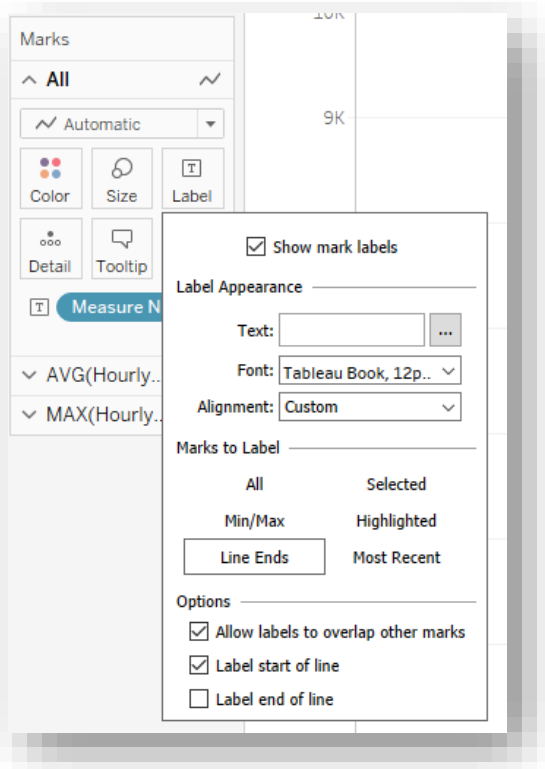 10K
Marks
All
9K
Automatic
Color Size Label
Detail Tooltip
Show mark labels
Label Appearance
T Measure N
Text: ...
Font: Tableau Book, 12p..
AVG(Hourly..
Alignment: Custom
MAX(Hourly..
Marks to Label
All Selected
Min/Max Highlighted
Line Ends Most Recent
Options
Allow labels to overlap other marks
Label start of line
Label end of line